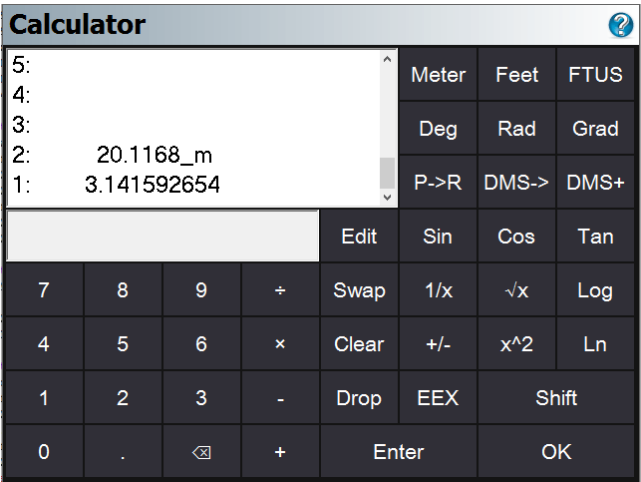 Calculator
5:
4:
3:
2: 20.1168_m
1: 3.141592654
Meter Feet FTUS
Deg Rad Grad
P->R DMS-> DMS+
Edit Sin Cos Tan
7 8 9 ÷ Swap 1/x √x Log
4 5 6 × Clear +/- x^2 Ln
1 2 3 - Drop EEX Shift
0 . ⌫ + Enter OK